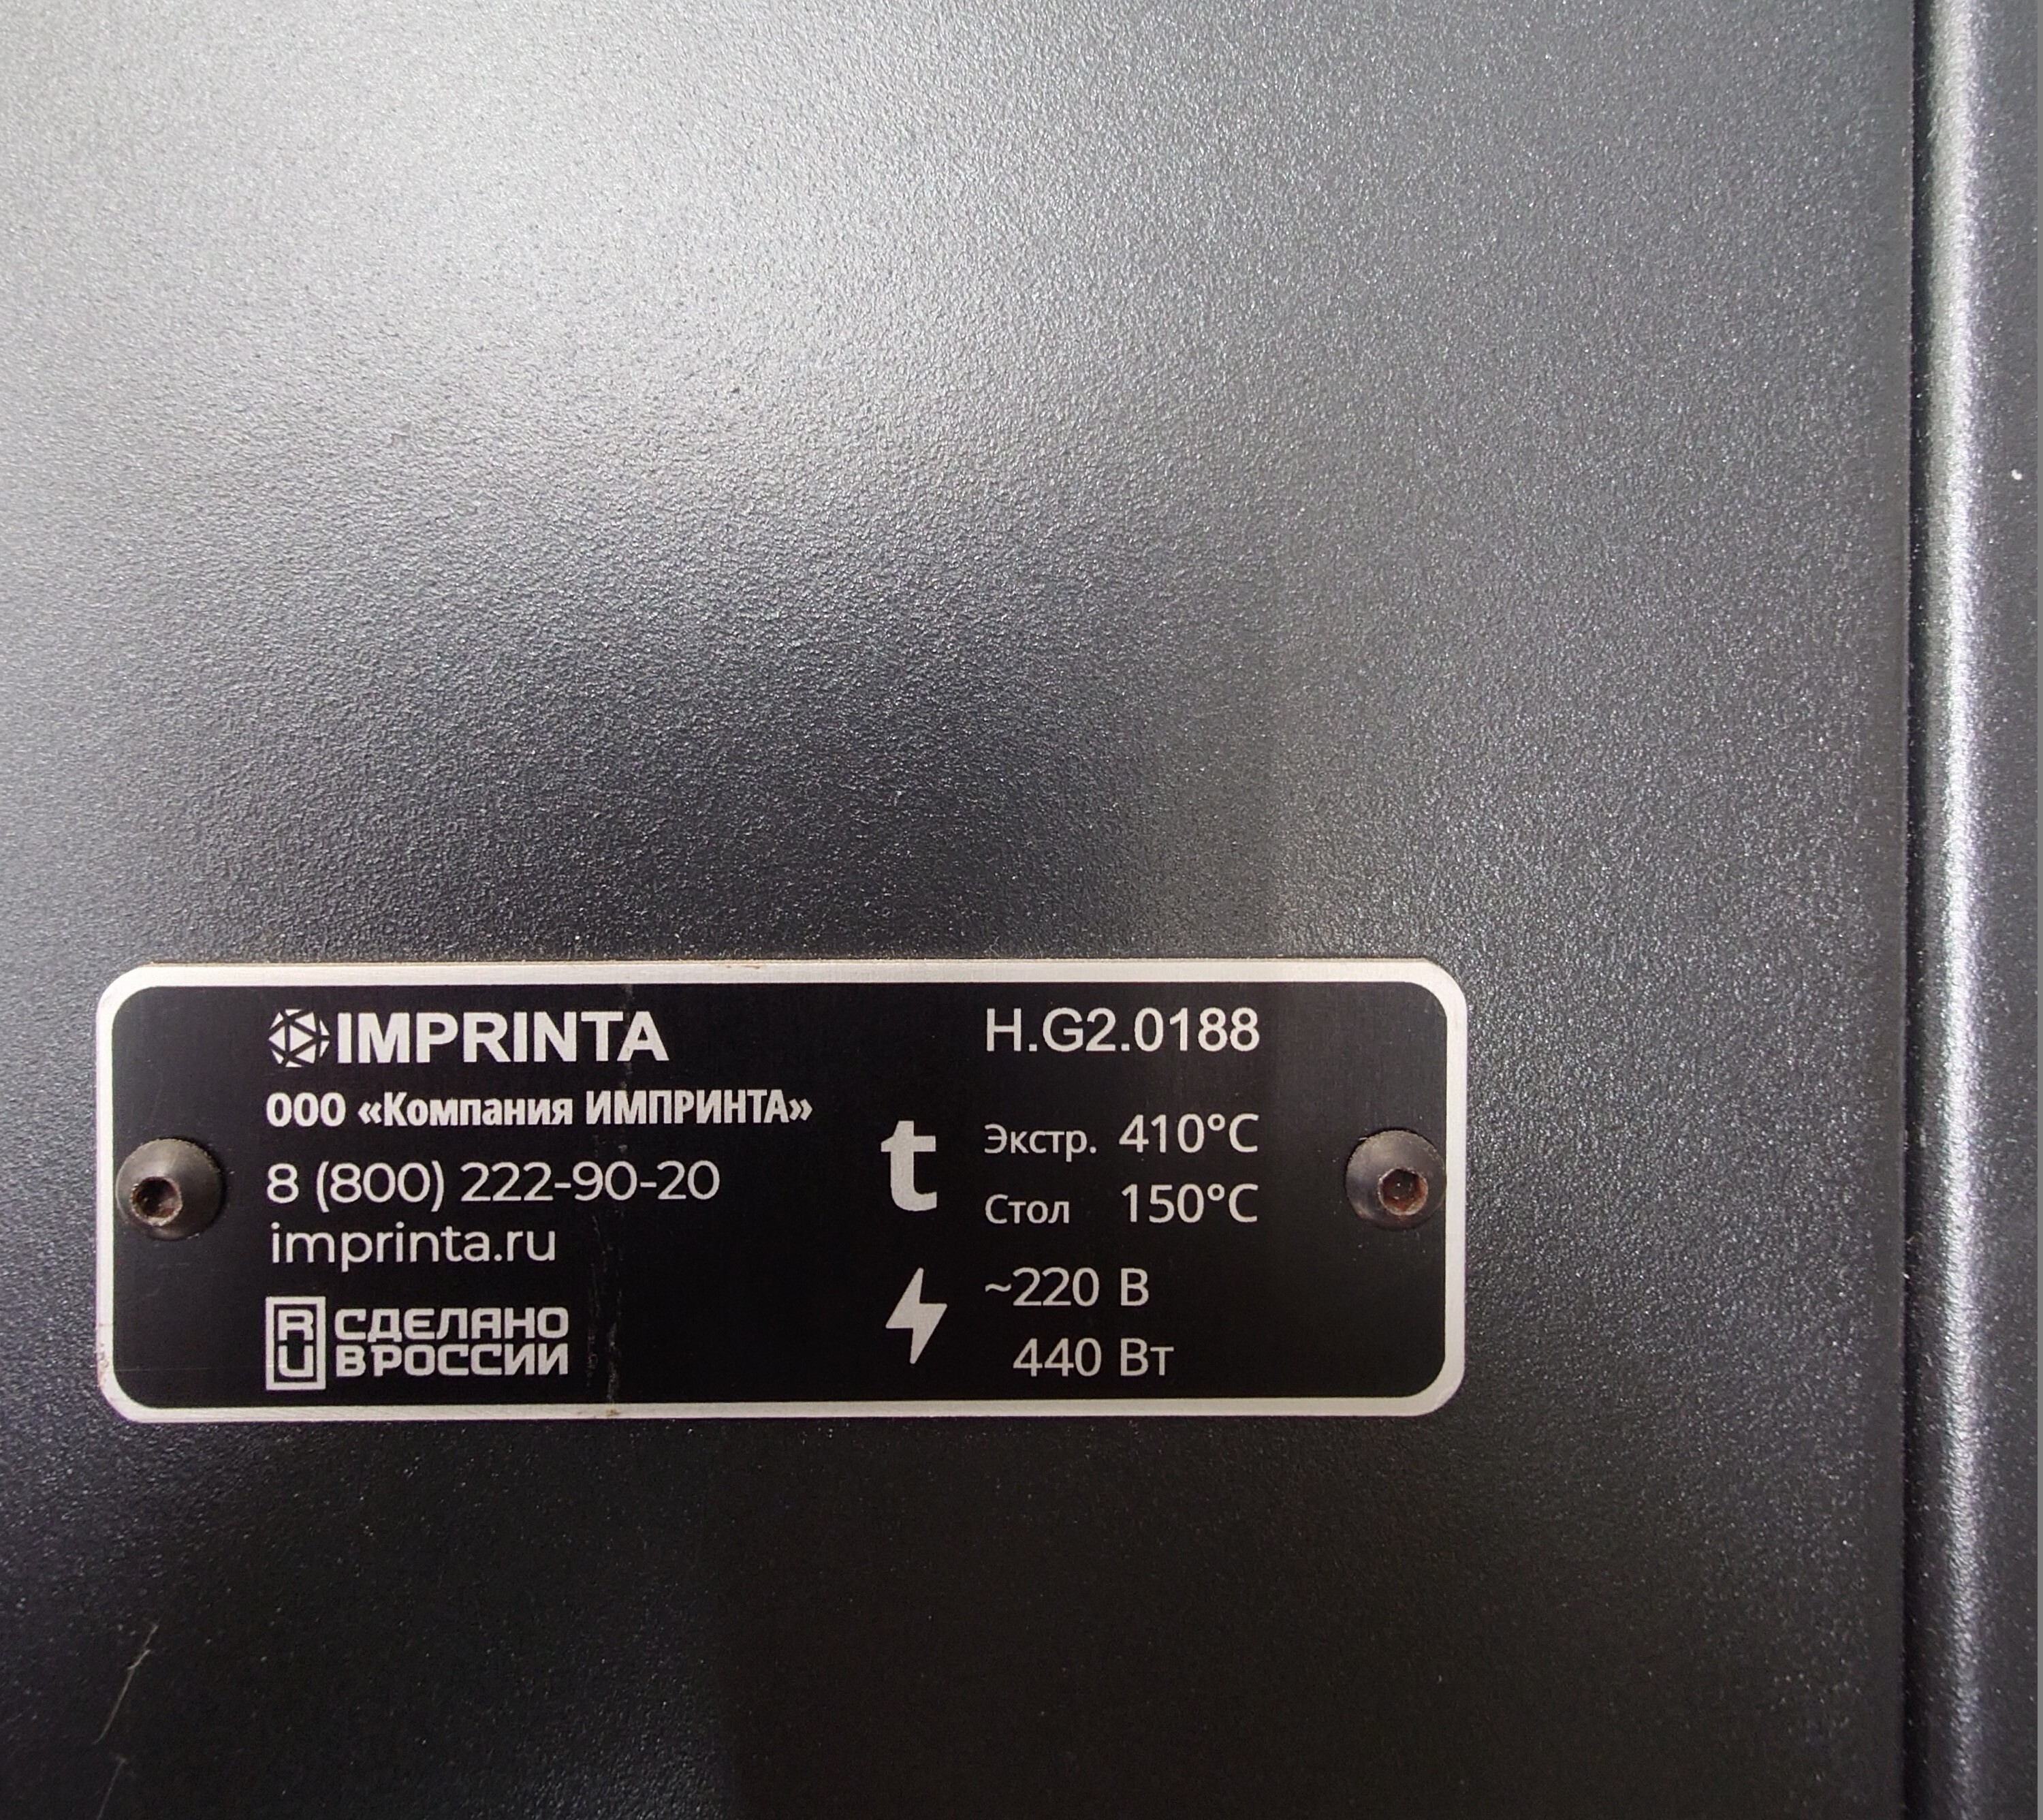 IMPRINTA
ООО «Компания ИМПРИНТА»
8 (800) 222-90-20
imprinta.ru
RU
СДЕЛАНО
В РОССИИ
H.G2.0188
t
Экстр. 410°C
Стол 150°C
~220 В
440 Вт